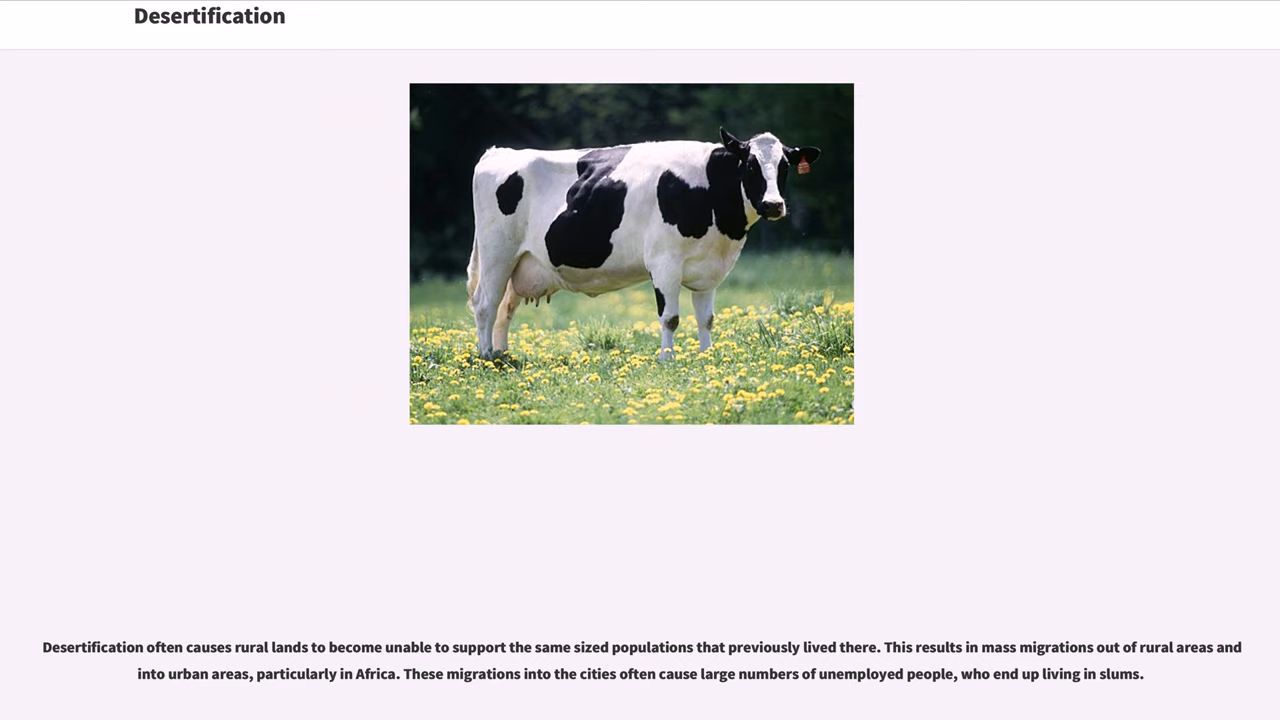 Desertification
Desertification often causes rural lands to become unable to support the same sized populations that previously lived there. This results in mass migrations out of rural areas and
into urban areas, particularly in Africa. These migrations into the cities often cause large numbers of unemployed people, who end up living in slums.